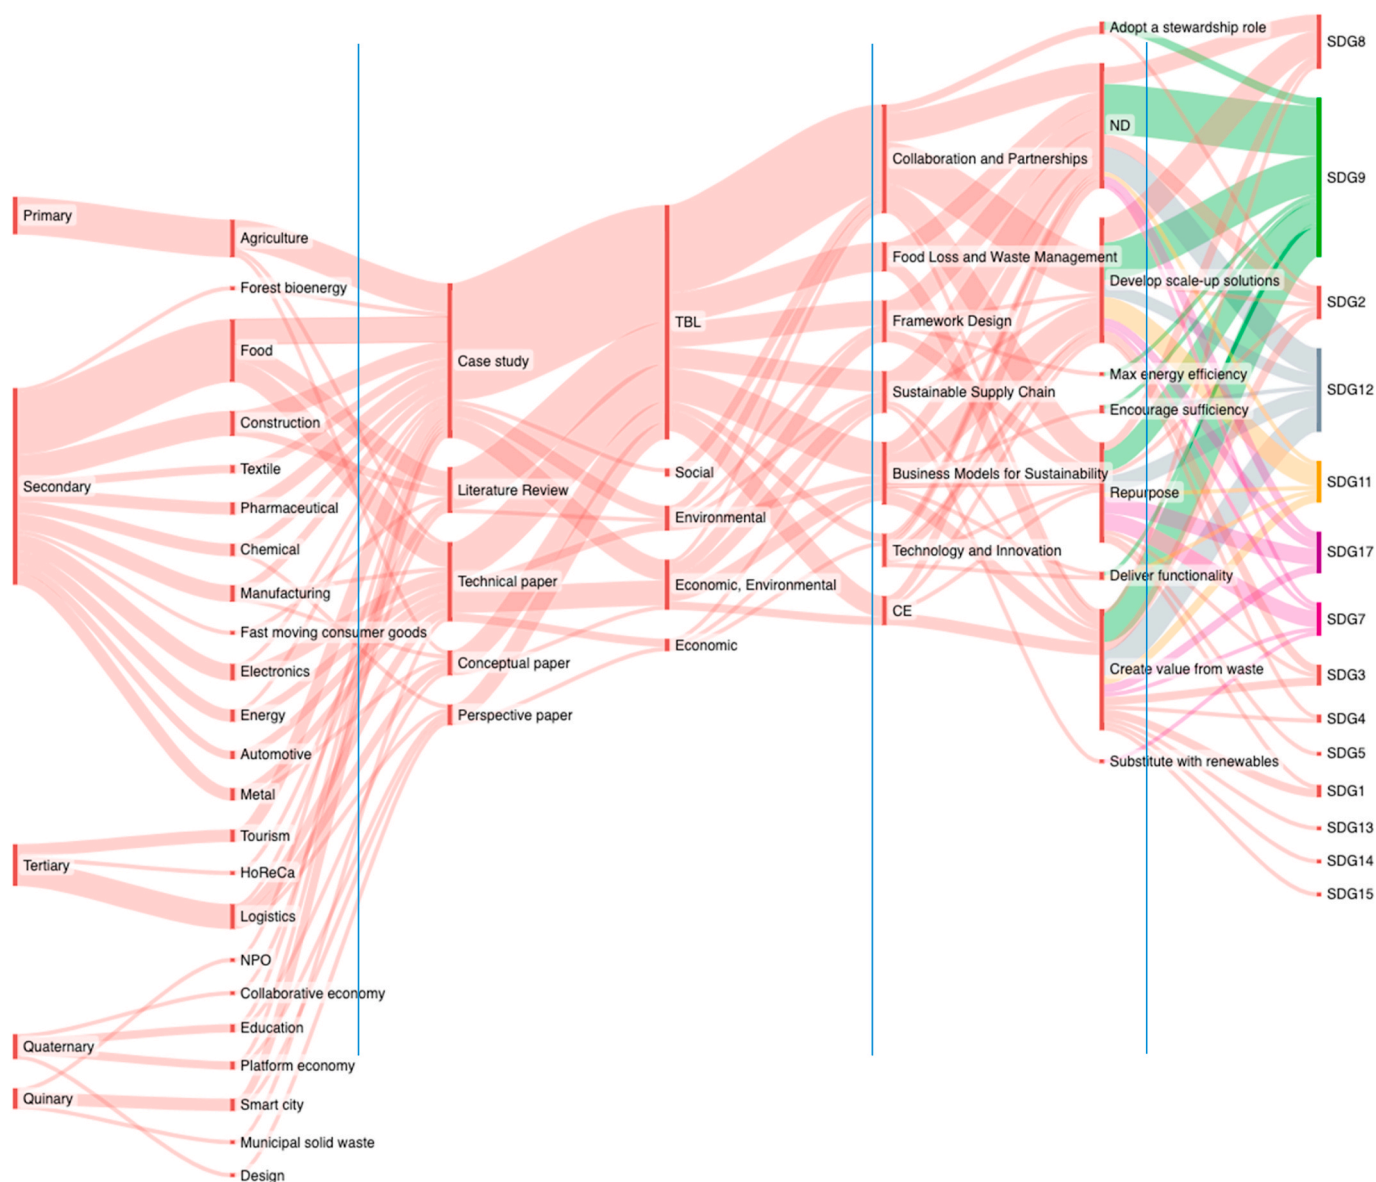 Primary
Secondary
Tertiary
Quaternary
Quinary
Agriculture
Forest bioenergy
Food
Construction
Textile
Pharmaceutical
Chemical
Manufacturing
Fast moving consumer goods
Electronics
Energy
Automotive
Metal
Tourism
HoReCa
Logistics
NPO
Collaborative economy
Education
Platform economy
Smart city
Municipal solid waste
Design
Case study
Literature Review
Technical paper
Conceptual paper
Perspective paper
TBL
Social
Environmental
Economic, Environmental
Economic
Collaboration and Partnerships
Food Loss and Waste Management
Framework Design
Sustainable Supply Chain
Business Models for Sustainability
Technology and Innovation
CE
Adopt a stewardship role
ND
Develop scale-up solutions
Max energy efficiency
Encourage sufficiency
Repurpose
Deliver functionality
Create value from waste
Substitute with renewables
SDG8
SDG9
SDG2
SDG12
SDG11
SDG17
SDG7
SDG3
SDG4
SDG5
SDG1
SDG13
SDG14
SDG15